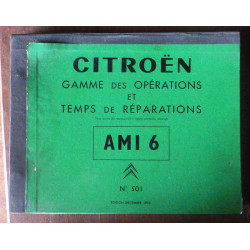 CITROËN
GAMME DES OPÉRATIONS
ET
TEMPS DE RÉPARATIONS
AMI 6
N° 501